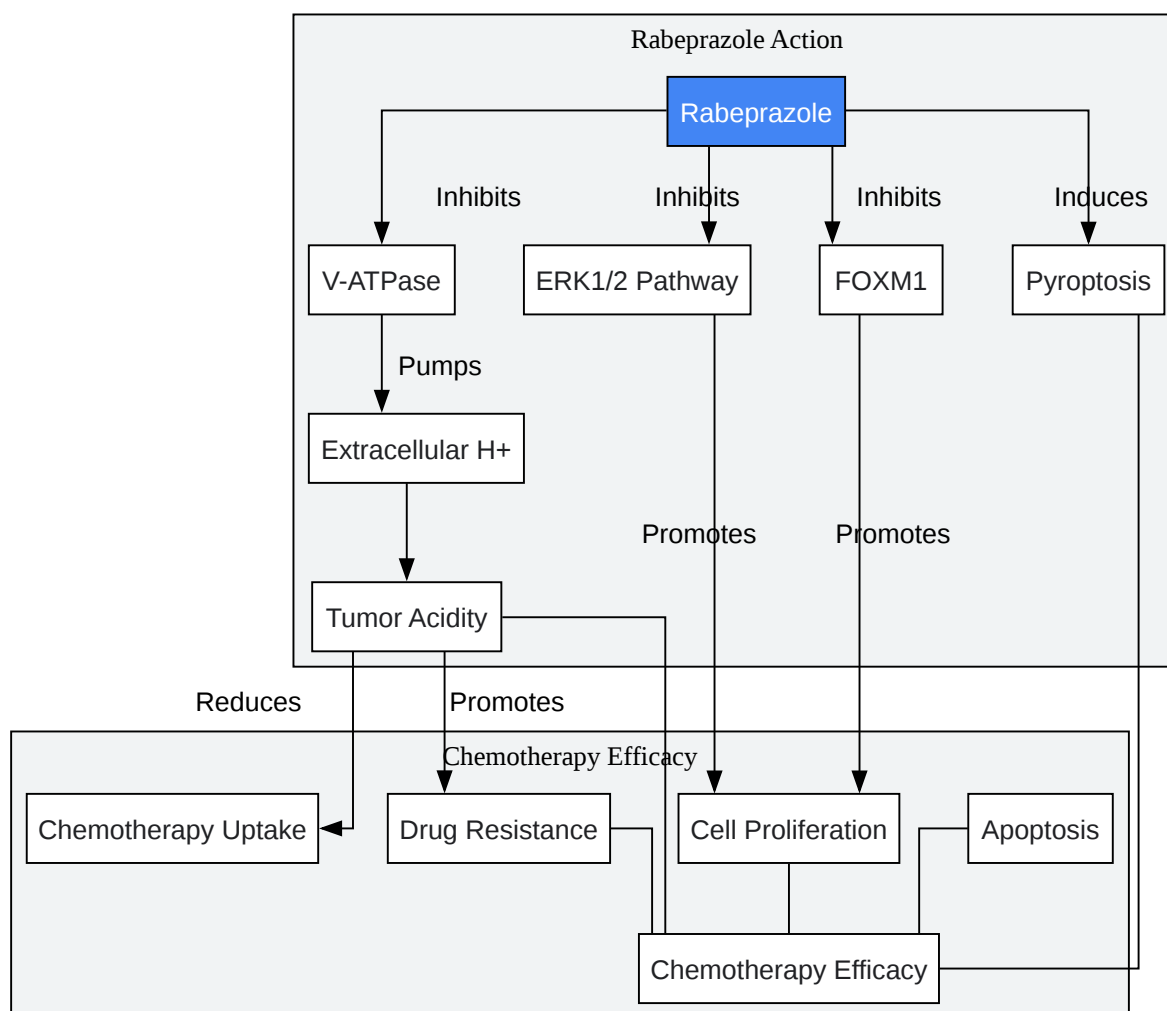 Rabeprazole Action
Rabeprazole
Inhibits
Inhibits
Inhibits
Induces
V-ATPase
ERK1/2 Pathway
FOXM1
Pyroptosis
Pumps
Extracellular H+
Promotes
Promotes
Tumor Acidity
Reduces
Promotes
Chemotherapy Efficacy
Chemotherapy Uptake
Drug Resistance
Cell Proliferation
Apoptosis
Chemotherapy Efficacy